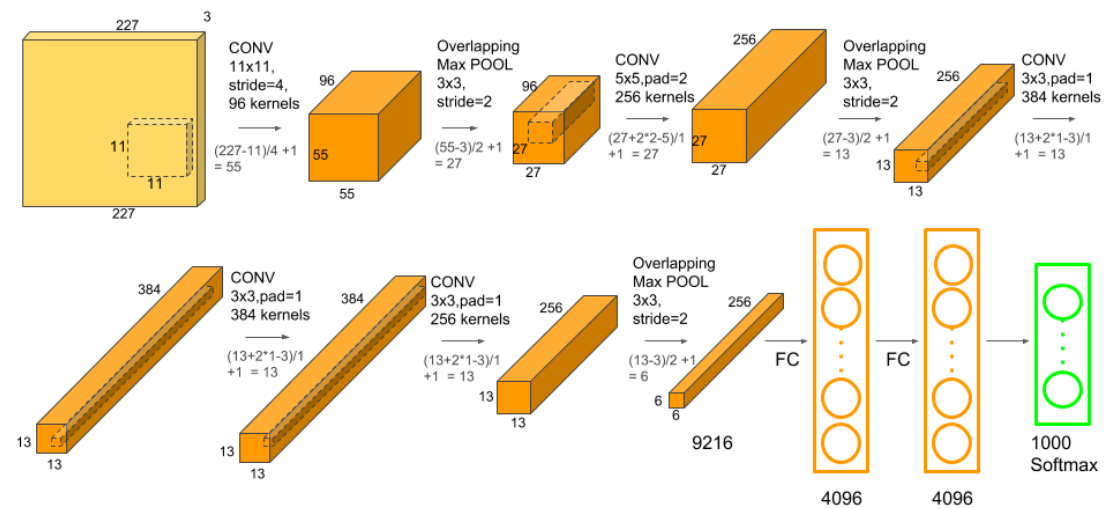 227
3
11
11
227
CONV
11x11,
stride=4,
96 kernels
(227-11)/4 +1
= 55
96
55
55
Overlapping
Max POOL
3x3,
stride=2
(55-3)/2 +1
= 27
96
27
27
CONV
5x5,pad=2
256 kernels
(27+2*2-5)/1
+1 = 27
256
27
27
Overlapping
Max POOL
3x3,
stride=2
(27-3)/2 +1
= 13
256
13
13
CONV
3x3,pad=1
384 kernels
(13+2*1-3)/1
+1 = 13
384
13
13
CONV
3x3,pad=1
384 kernels
(13+2*1-3)/1
+1 = 13
384
13
13
CONV
3x3,pad=1
256 kernels
(13+2*1-3)/1
+1 = 13
256
13
13
Overlapping
Max POOL
3x3,
stride=2
(13-3)/2 +1
= 6
256
6
6
9216
FC
4096
FC
4096
1000
Softmax